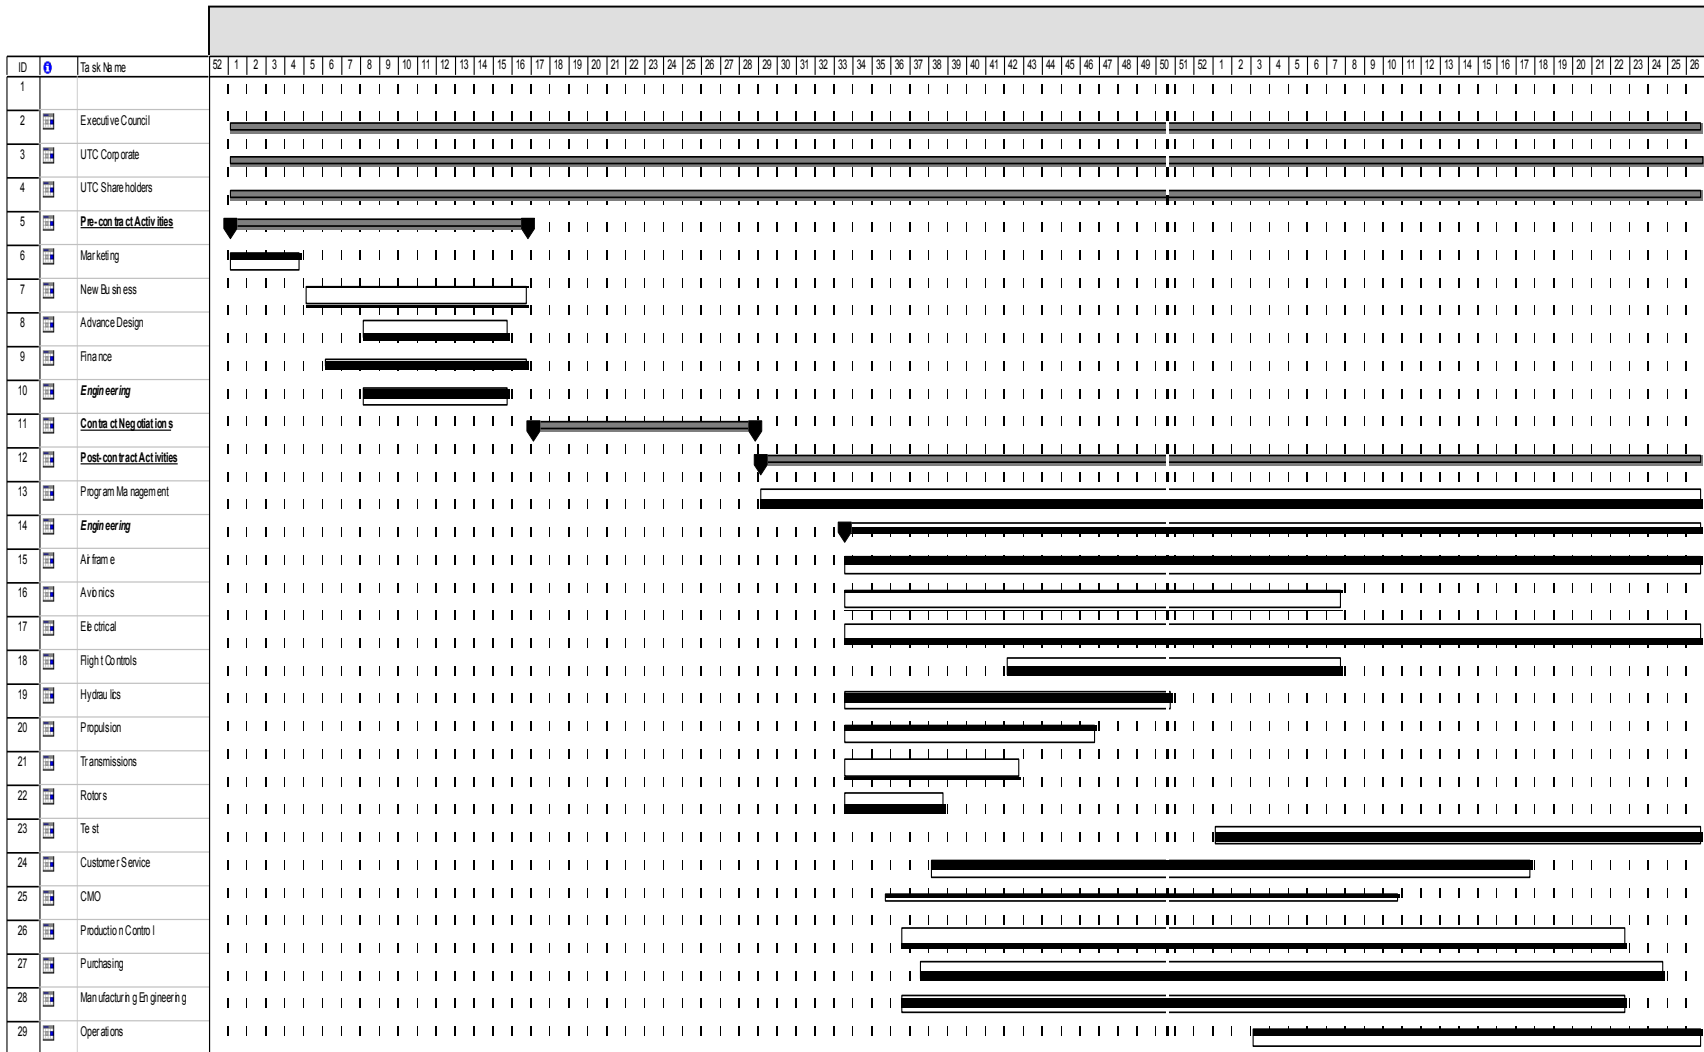 ID Task Name 52 1 2 3 4 5 6 7 8 9 10 11 12 13 14 15 16 17 18 19 20 21 22 23 24 25 26 27 28 29 30 31 32 33 34 35 36 37 38 39 40 41 42 43 44 45 46 47 48 49 50 51 52 1 2 3 4 5 6 7 8 9 10 11 12 13 14 15 16 17 18 19 20 21 22 23 24 25 26
1
2 Executive Council
3 UTC Corporate
4 UTC Shareholders
5 Pre-contract Activities
6 Marketing
7 New Business
8 Advance Design
9 Finance
10 Engineering
11 Contract Negotiations
12 Post-contract Activities
13 Program Management
14 Engineering
15 Airframe
16 Avionics
17 Electrical
18 Flight Controls
19 Hydraulics
20 Propulsion
21 Transmissions
22 Rotors
23 Test
24 Customer Service
25 CMO
26 Production Control
27 Purchasing
28 Manufacturing Engineering
29 Operations